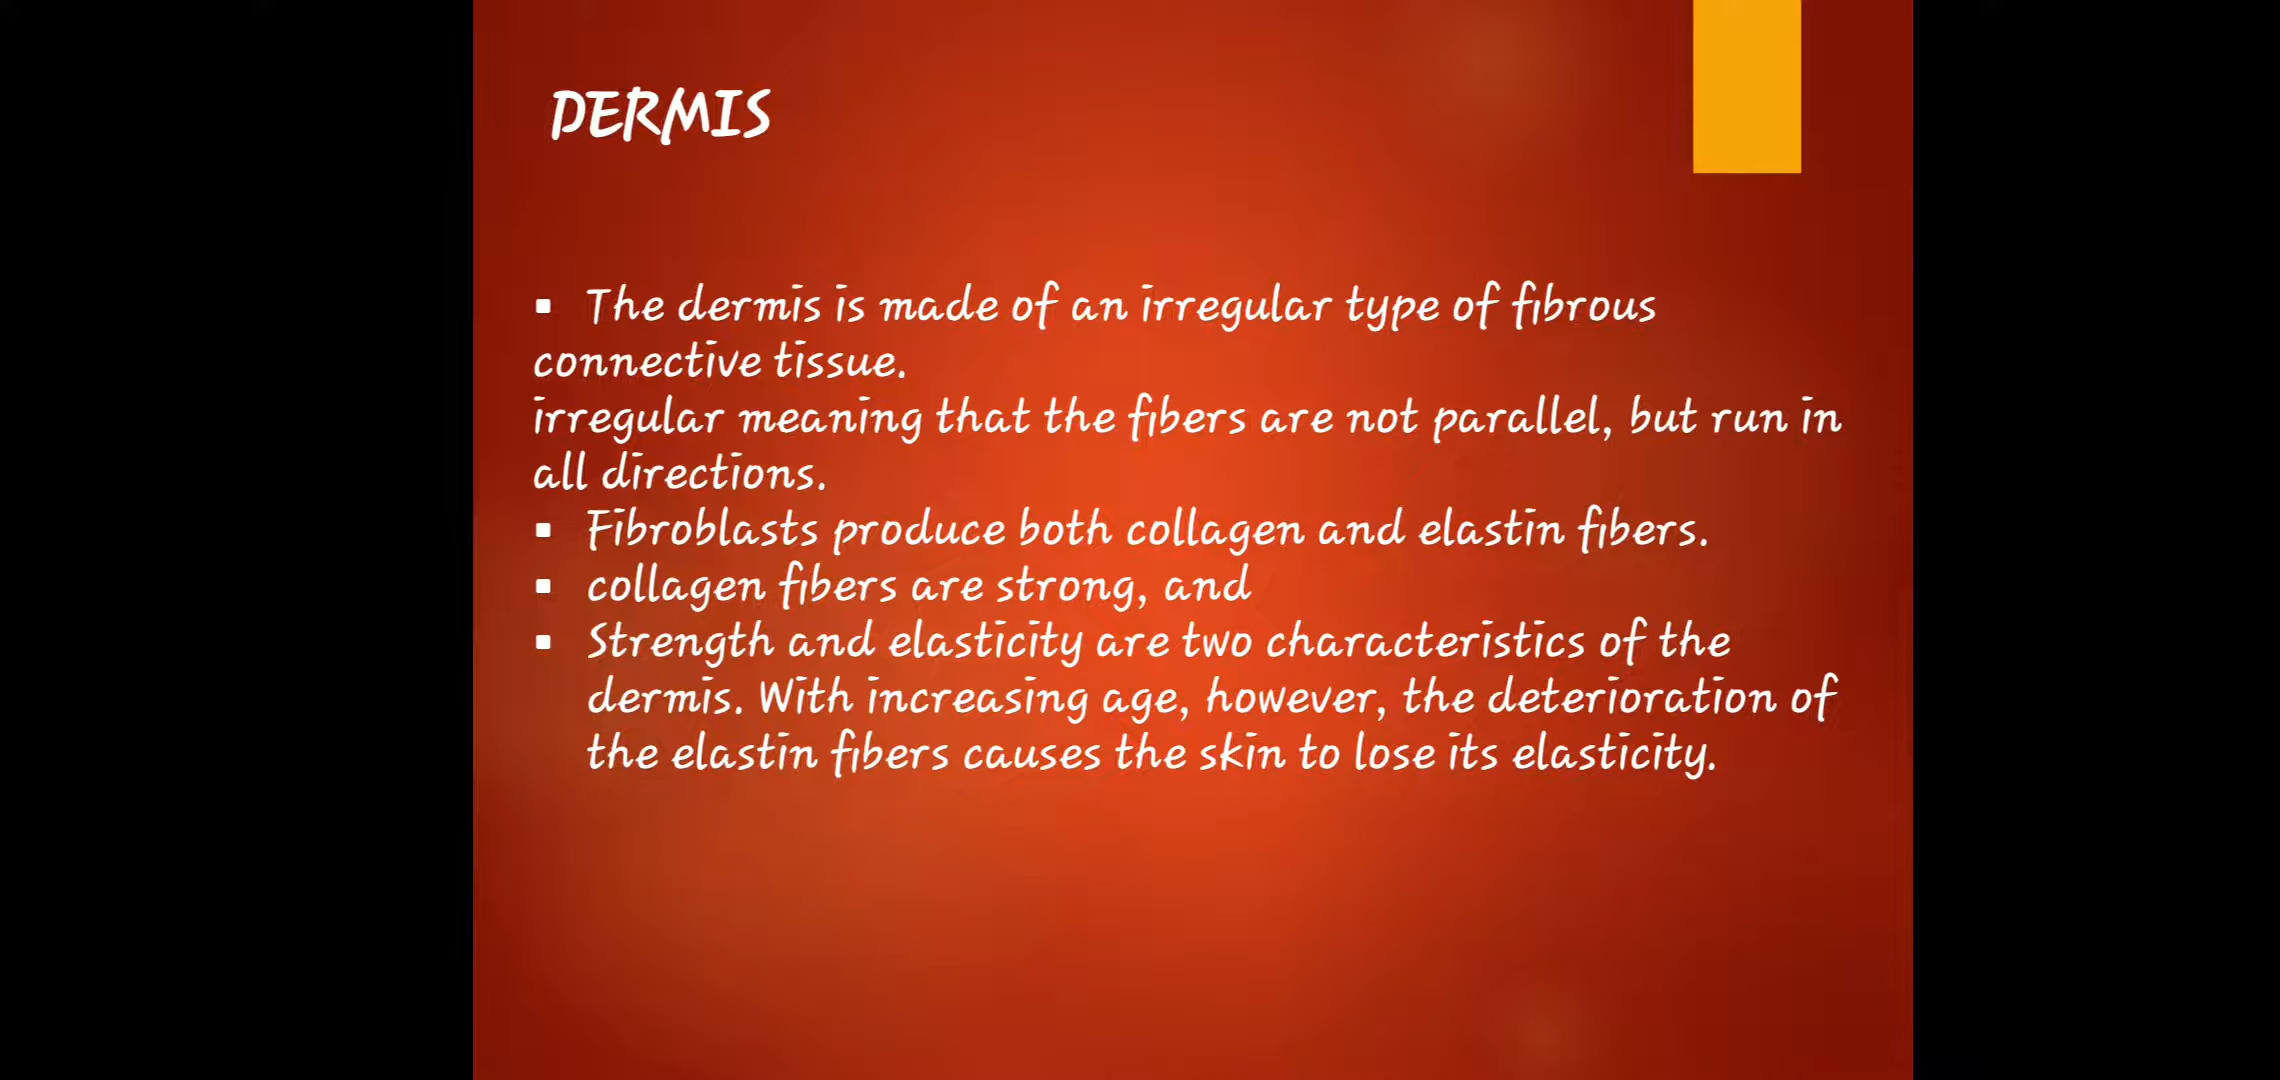 DERMIS
▪ The dermis is made of an irregular type of fibrous
connective tissue.
irregular meaning that the fibers are not parallel, but run in
all directions.
▪ Fibroblasts produce both collagen and elastin fibers.
▪ collagen fibers are strong, and
▪ Strength and elasticity are two characteristics of the
dermis. With increasing age, however, the deterioration of
the elastin fibers causes the skin to lose its elasticity.